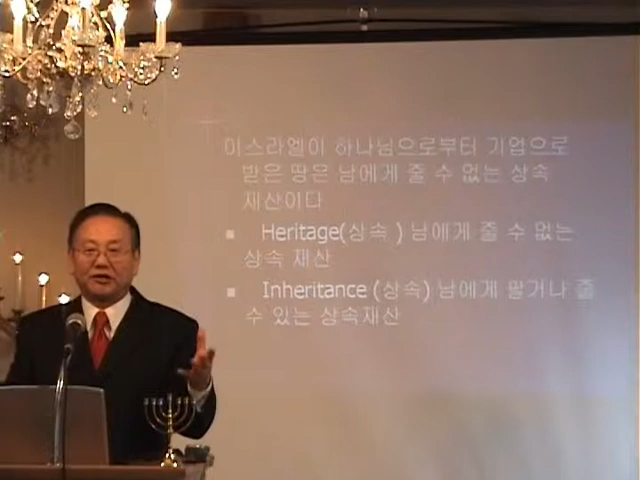 이스라엘이 하나님으로부터 기업으로
받은 땅은 남에게 줄 수 없는 상속
재산이다
■ Heritage(상속 ) 남에게 줄 수 없는
상속 재산
■ Inheritance (상속) 남에게 팔거나 줄
수 있는 상속재산